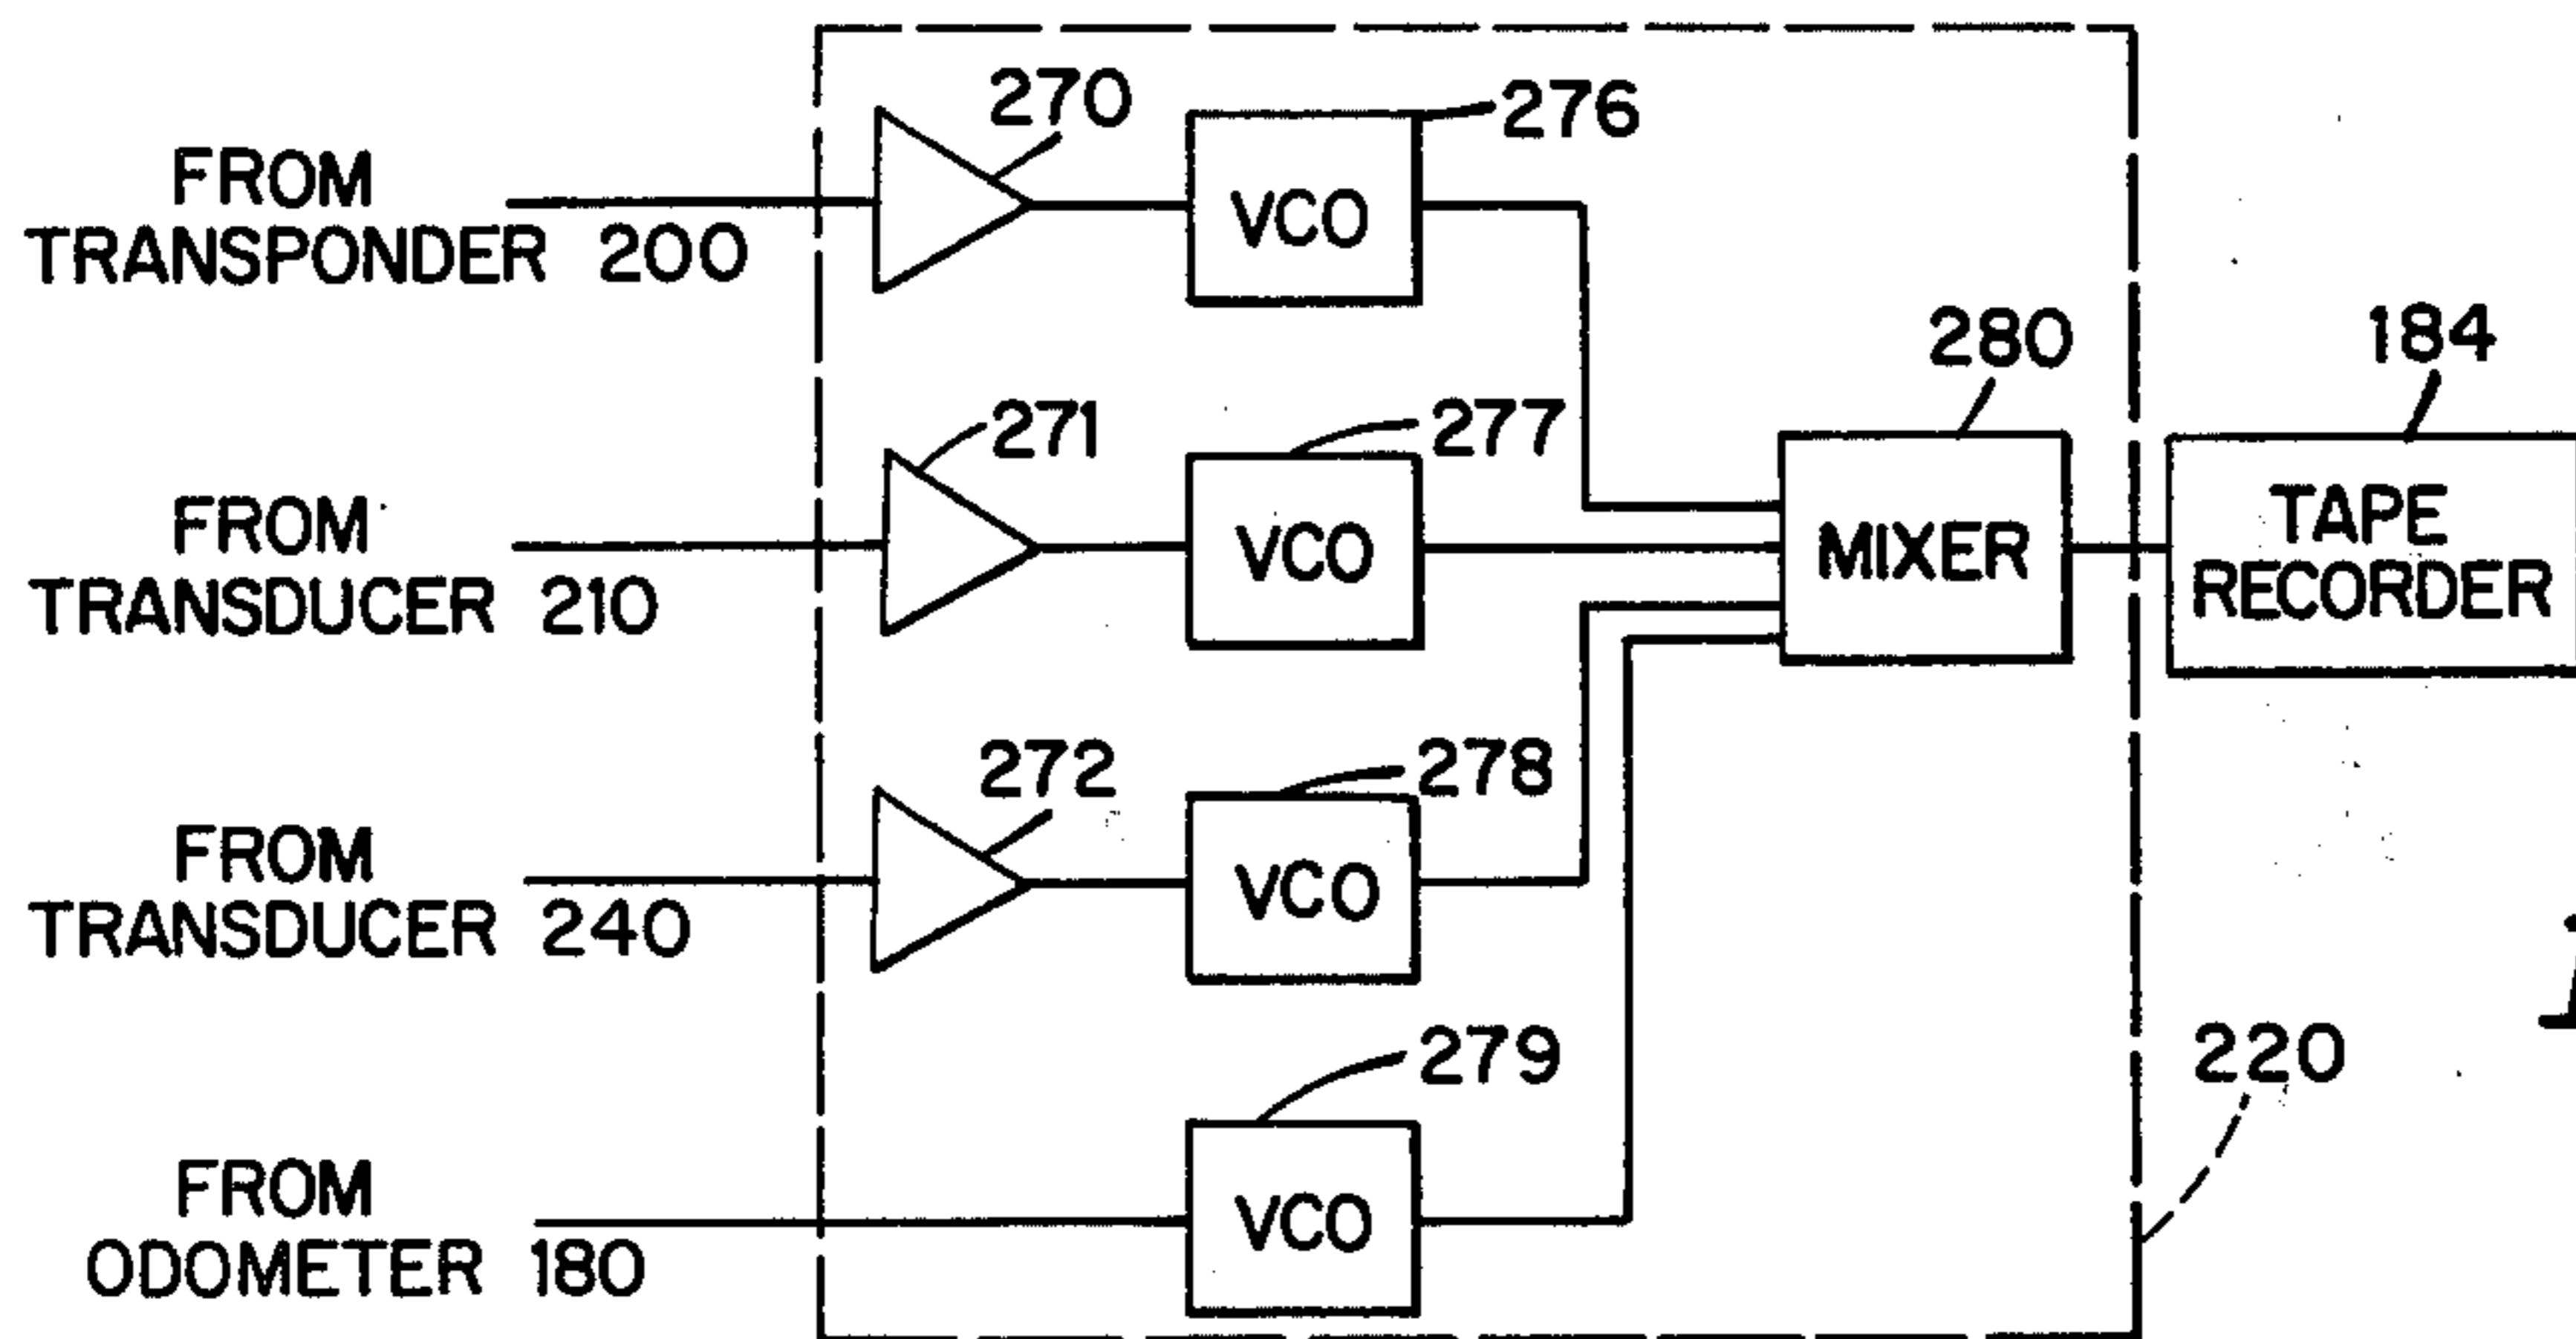 270
276
FROM
TRANSPONDER 200
VCO
280
184
271
277
FROM
TRANSDUCER 210
VCO
MIXER
TAPE
RECORDER
272
278
FROM
TRANSDUCER 240
VCO
279
220
FROM
ODOMETER 180
VCO